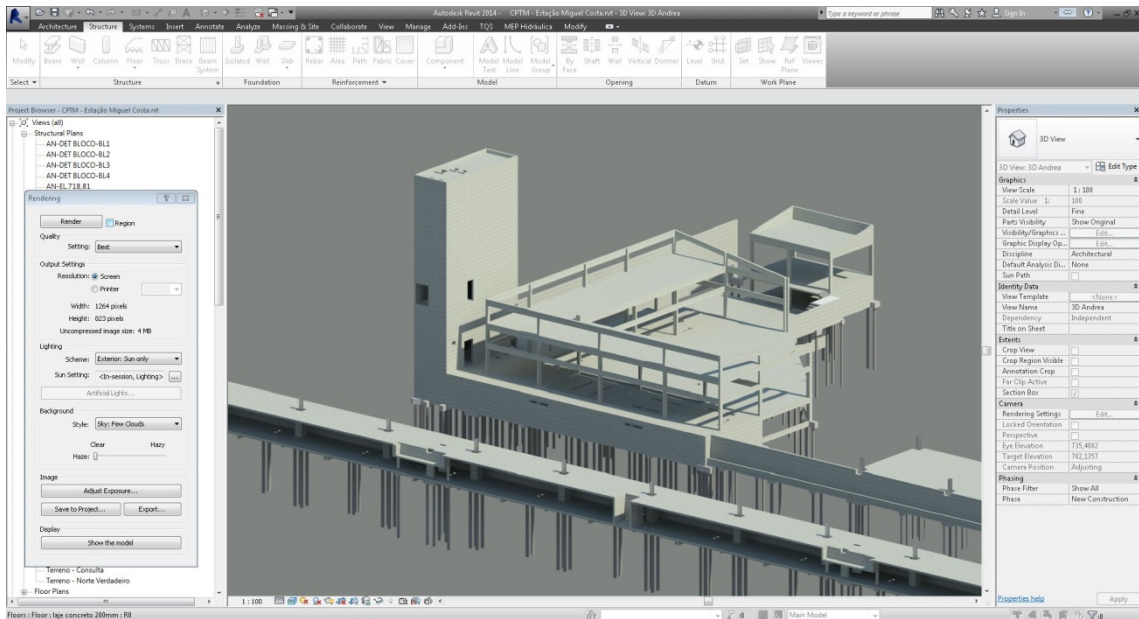 Autodesk Revit 2014 - CPTM - Estação Miguel Costa.rvt - 3D View: 3D Andrea
Type a keyword or phrase
Sign In
Architecture Structure Systems Insert Annotate Analyze Massing & Site Collaborate View Manage Add-Ins TQS MEP Hidráulica Modify
Modify Beam Wall Column Floor Truss Brace Beam System Isolated Wall Slab Rebar Area Path Fabric Cover Component Model Text Model Line Model Group By Face Shaft Wall Vertical Dormer Level Grid Set Show Ref Plane Viewer
Select Structure Foundation Reinforcement Model Opening Datum Work Plane
Project Browser - CPTM - Estação Miguel Costa.rvt
Views (all)
Structural Plans
AN-DET BLOCO-BL1
AN-DET BLOCO-BL2
AN-DET BLOCO-BL3
AN-DET BLOCO-BL4
AN-EL.718,81
Rendering
Render Region
Quality
Setting: Best
Output Settings
Resolution: Screen
Printer
Width: 1264 pixels
Height: 823 pixels
Uncompressed image size: 4 MB
Lighting
Scheme: Exterior: Sun only
Sun Setting: <In-session, Lighting> ...
Artificial Lights...
Background
Style: Sky: Few Clouds
Clear Hazy
Haze:
Image
Adjust Exposure...
Save to Project... Export...
Display
Show the model
Terreno - Consulta
Terreno - Norte Verdadeiro
Floor Plans
Properties
3D View
3D View: 3D Andrea Edit Type
Graphics
View Scale 1 : 100
Scale Value 1: 100
Detail Level Fine
Parts Visibility Show Original
Visibility/Graphics ... Edit...
Graphic Display Op... Edit...
Discipline Architectural
Default Analysis Di... None
Sun Path
Identity Data
View Template <None>
View Name 3D Andrea
Dependency Independent
Title on Sheet
Extents
Crop View
Crop Region Visible
Annotation Crop
Far Clip Active
Section Box
Camera
Rendering Settings Edit...
Locked Orientation
Perspective
Eye Elevation 735,4882
Target Elevation 702,1357
Camera Position Adjusting
Phasing
Phase Filter Show All
Phase New Construction
Properties help Apply
1 : 100
Floors : Floor : laje concreto 200mm : R0
:0 Main Model :0